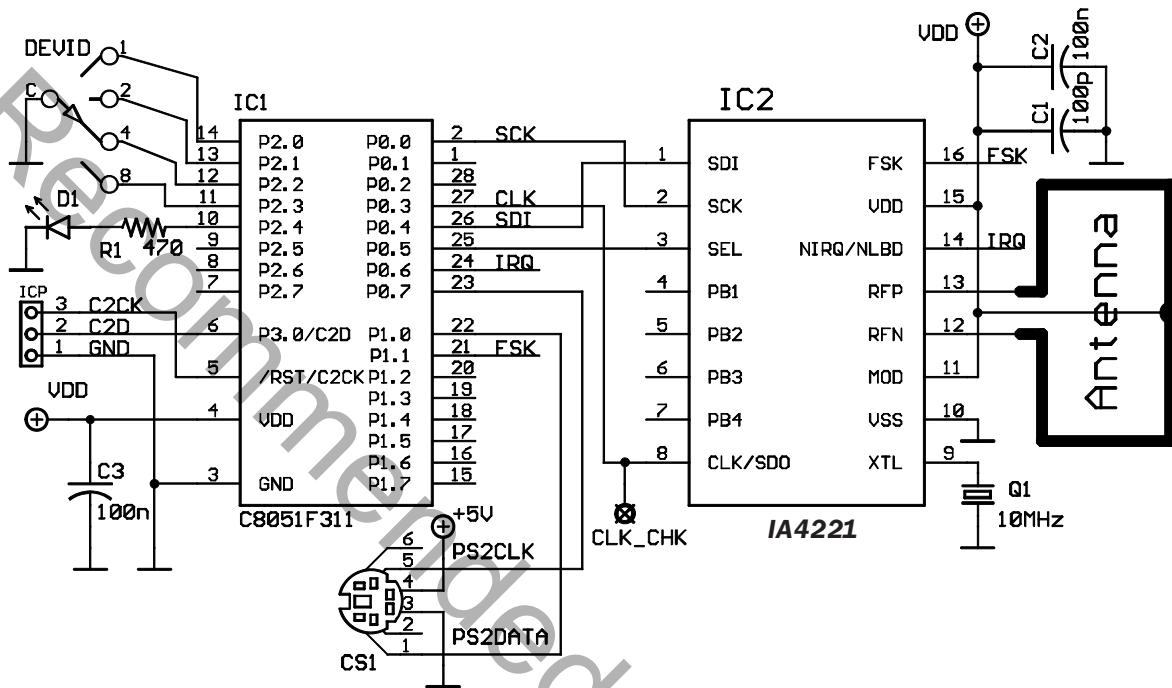 DEVID
1
C
2
4
8
D1
R1
470
IC1
14 P2.0
13 P2.1
12 P2.2
11 P2.3
10 P2.4
9 P2.5
8 P2.6
7 P2.7
6 P3.0/C2D
5 /RST/C2CK
4 VDD
3 GND
P0.0 2 SCK
P0.1 1
P0.2 28
P0.3 27 CLK
P0.4 26 SDI
P0.5 25
P0.6 24 IRQ
P0.7 23
P1.0 22
P1.1 21 FSK
P1.2 20
P1.3 19
P1.4 18
P1.5 17
P1.6 16
P1.7 15
C8051F311
ICP
3 C2CK
2 C2D
1 GND
VDD
C3
100n
+5V
6 PS2CLK
5
4
3
2 PS2DATA
1
CS1
CLK_CHK
IC2
1 SDI
2 SCK
3 SEL
4 PB1
5 PB2
6 PB3
7 PB4
8 CLK/SDO
FSK 16 FSK
VDD 15
NIRQ/NLBD 14 IRQ
RFP 13
RFN 12
MOD 11
VSS 10
XTL 9
IA4221
VDD
C2
100n
C1
100p
Antenna
Q1
10MHz
Recommended